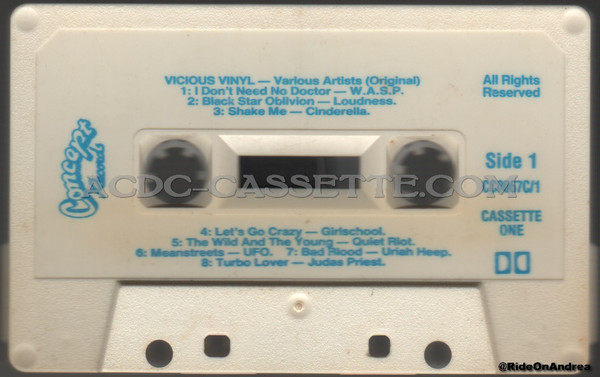 VICIOUS VINYL — Various Artists (Original)
1: I Don't Need No Doctor — W.A.S.P.
2: Black Star Oblivion — Loudness.
3: Shake Me — Cinderella.
All Rights
Reserved
Concept
Records
Side 1
ACDC-CASSETTE.COM
CASSETTE
ONE
4: Let's Go Crazy — Girlschool.
5: The Wild And The Young — Quiet Riot.
6: Meanstreets — UFO. 7: Bad Blood — Uriah Heep.
8: Turbo Lover — Judas Priest.
@RideOnAndrea